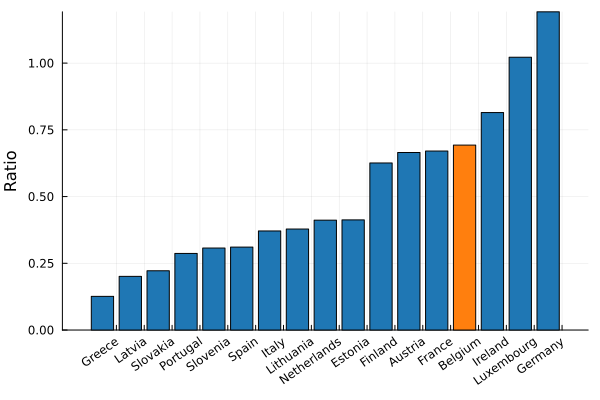 Ratio
1.00
0.75
0.50
0.25
0.00
Greece
Latvia
Slovakia
Portugal
Slovenia
Spain
Italy
Lithuania
Netherlands
Estonia
Finland
Austria
France
Belgium
Ireland
Luxembourg
Germany